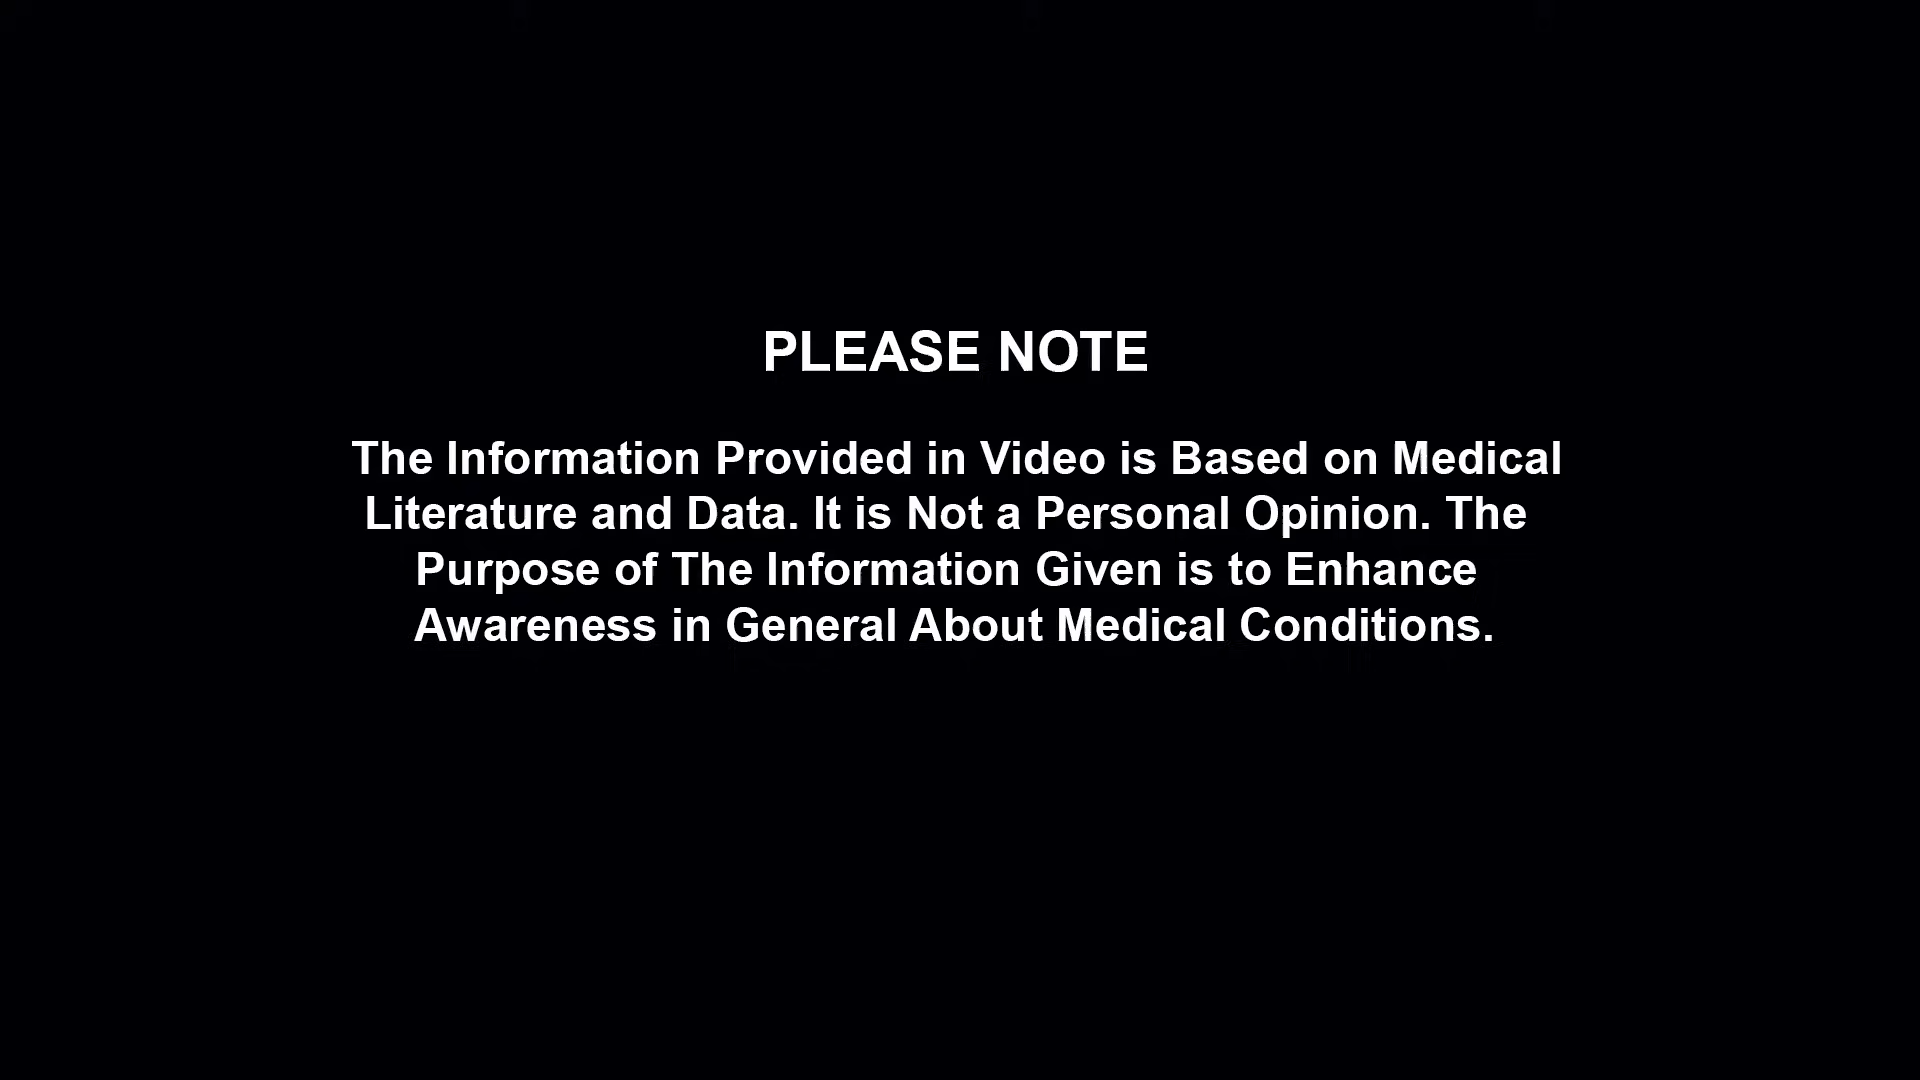 PLEASE NOTE
The Information Provided in Video is Based on Medical
Literature and Data. It is Not a Personal Opinion. The
Purpose of The Information Given is to Enhance
Awareness in General About Medical Conditions.